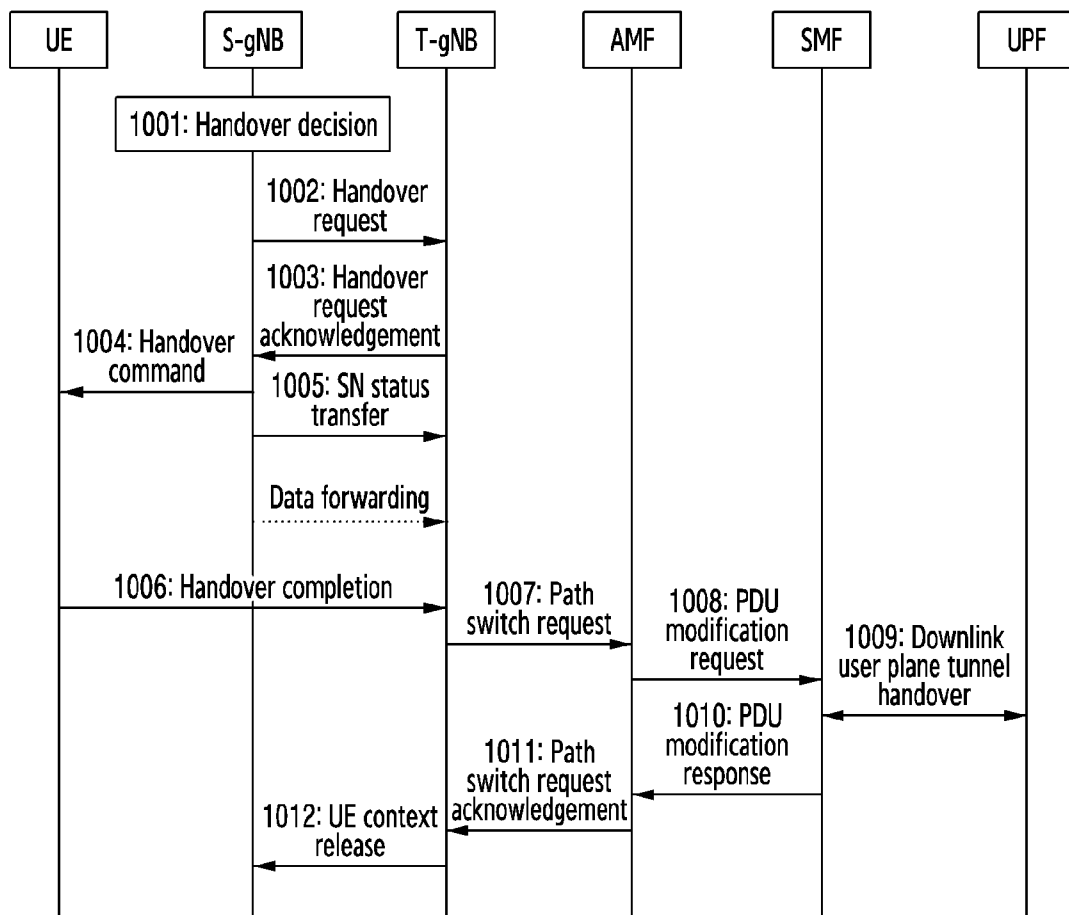 UE
S-gNB
T-gNB
AMF
SMF
UPF
1001: Handover decision
1002: Handover
request
1003: Handover
request
acknowledgement
1004: Handover
command
1005: SN status
transfer
Data forwarding
1006: Handover completion
1007: Path
switch request
1008: PDU
modification
request
1009: Downlink
user plane tunnel
handover
1010: PDU
modification
response
1011: Path
switch request
acknowledgement
1012: UE context
release